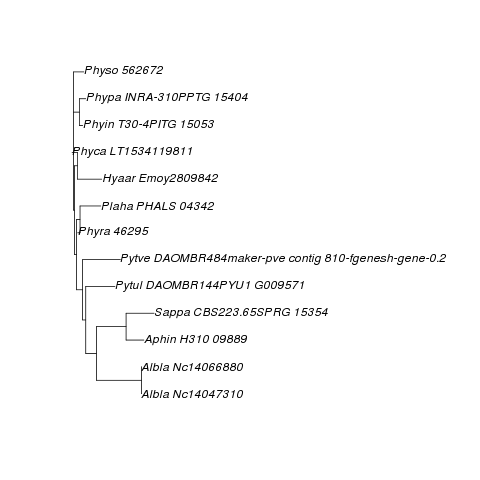 Physo 562672
Phypa INRA-310PPTG 15404
Phyin T30-4PITG 15053
Phyca LT1534119811
Hyaar Emoy2809842
Plaha PHALS 04342
Phyra 46295
Pytve DAOMBR484maker-pve contig 810-fgenesh-gene-0.2
Pytul DAOMBR144PYU1 G009571
Sappa CBS223.65SPRG 15354
Aphin H310 09889
Albla Nc14066880
Albla Nc14047310